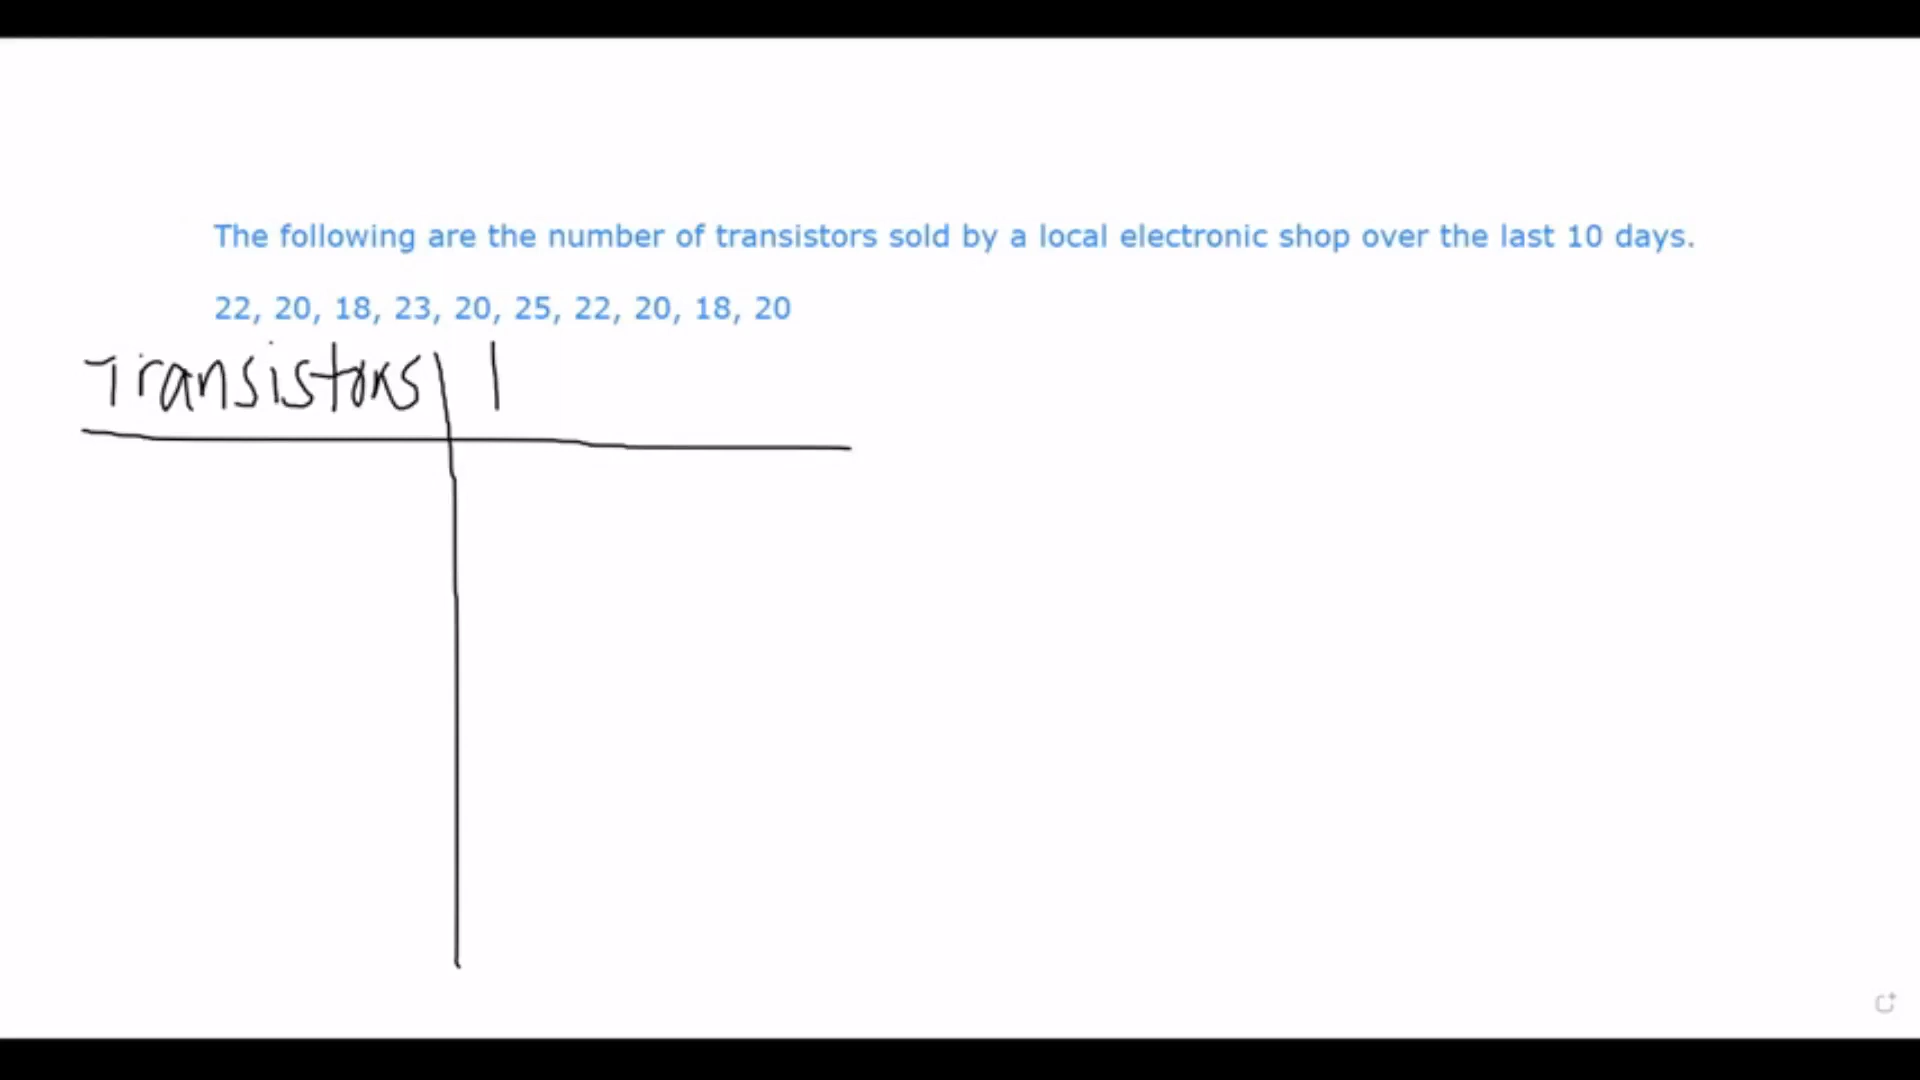 The following are the number of transistors sold by a local electronic shop over the last 10 days.
22, 20, 18, 23, 20, 25, 22, 20, 18, 20
Transistors